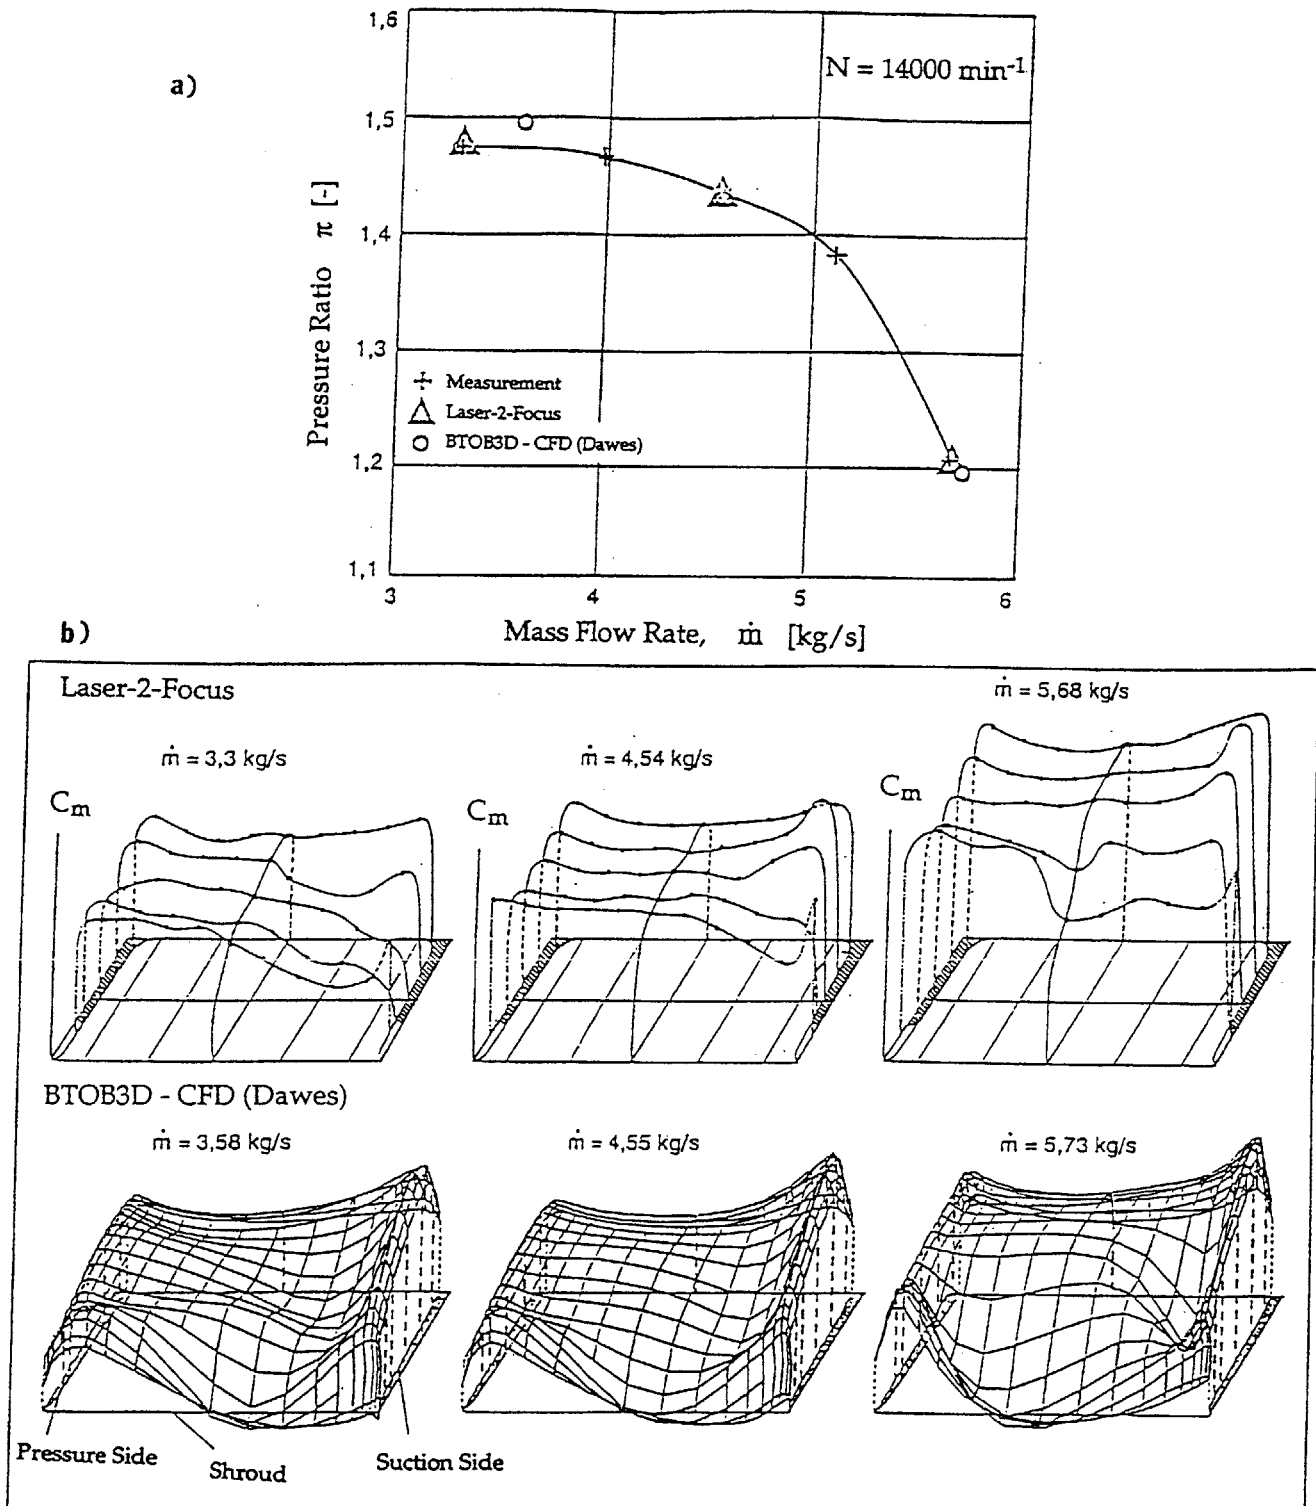 a)
N = 14000 min⁻¹
1,6
1,5
1,4
1,3
1,2
1,1
Pressure Ratio π [-]
Measurement
Laser-2-Focus
BTOB3D - CFD (Dawes)
3 4 5 6
Mass Flow Rate, ṁ [kg/s]
b)
Laser-2-Focus
ṁ = 3,3 kg/s
ṁ = 4,54 kg/s
ṁ = 5,68 kg/s
Cm
Cm
Cm
BTOB3D - CFD (Dawes)
ṁ = 3,58 kg/s
ṁ = 4,55 kg/s
ṁ = 5,73 kg/s
Pressure Side
Shroud
Suction Side